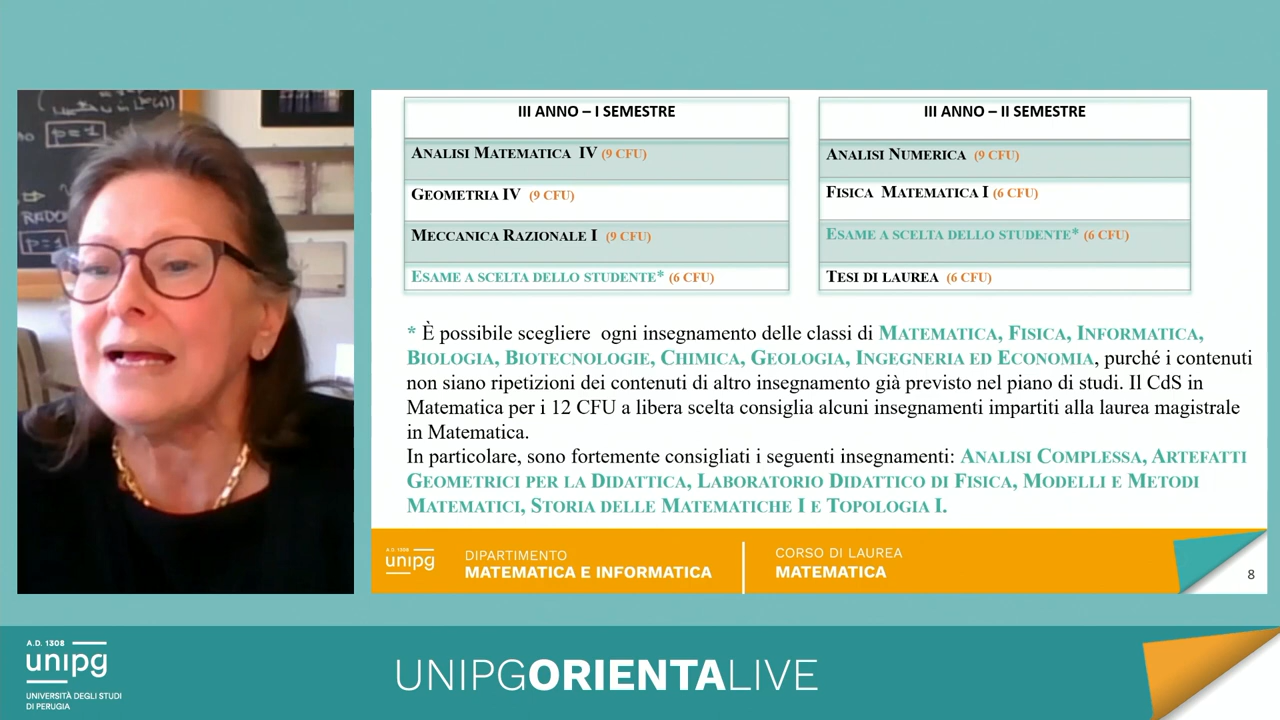 p=1
p=1
III ANNO – I SEMESTRE
ANALISI MATEMATICA IV (9 CFU)
GEOMETRIA IV (9 CFU)
MECCANICA RAZIONALE I (9 CFU)
ESAME A SCELTA DELLO STUDENTE* (6 CFU)
III ANNO – II SEMESTRE
ANALISI NUMERICA (9 CFU)
FISICA MATEMATICA I (6 CFU)
ESAME A SCELTA DELLO STUDENTE* (6 CFU)
TESI DI LAUREA (6 CFU)
* È possibile scegliere ogni insegnamento delle classi di MATEMATICA, FISICA, INFORMATICA,
BIOLOGIA, BIOTECNOLOGIE, CHIMICA, GEOLOGIA, INGEGNERIA ED ECONOMIA, purché i contenuti
non siano ripetizioni dei contenuti di altro insegnamento già previsto nel piano di studi. Il CdS in
Matematica per i 12 CFU a libera scelta consiglia alcuni insegnamenti impartiti alla laurea magistrale
in Matematica.
In particolare, sono fortemente consigliati i seguenti insegnamenti: ANALISI COMPLESSA, ARTEFATTI
GEOMETRICI PER LA DIDATTICA, LABORATORIO DIDATTICO DI FISICA, MODELLI E METODI
MATEMATICI, STORIA DELLE MATEMATICHE I E TOPOLOGIA I.
A.D. 1308
unipg
DIPARTIMENTO
MATEMATICA E INFORMATICA
CORSO DI LAUREA
MATEMATICA
8
A.D. 1308
unipg
UNIVERSITÀ DEGLI STUDI
DI PERUGIA
UNIPGORIENTALIVE